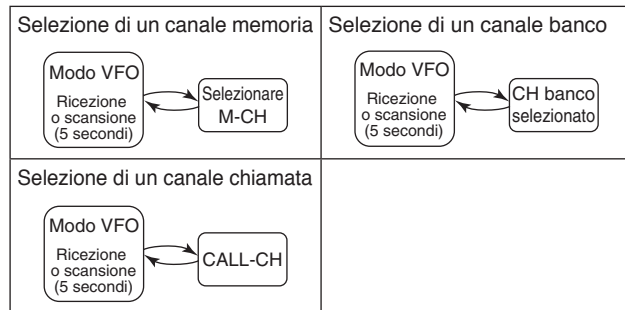 Selezione di un canale memoria
Modo VFO
Ricezione
o scansione
(5 secondi)
Selezionare
M-CH
Selezione di un canale banco
Modo VFO
Ricezione
o scansione
(5 secondi)
CH banco
selezionato
Selezione di un canale chiamata
Modo VFO
Ricezione
o scansione
(5 secondi)
CALL-CH